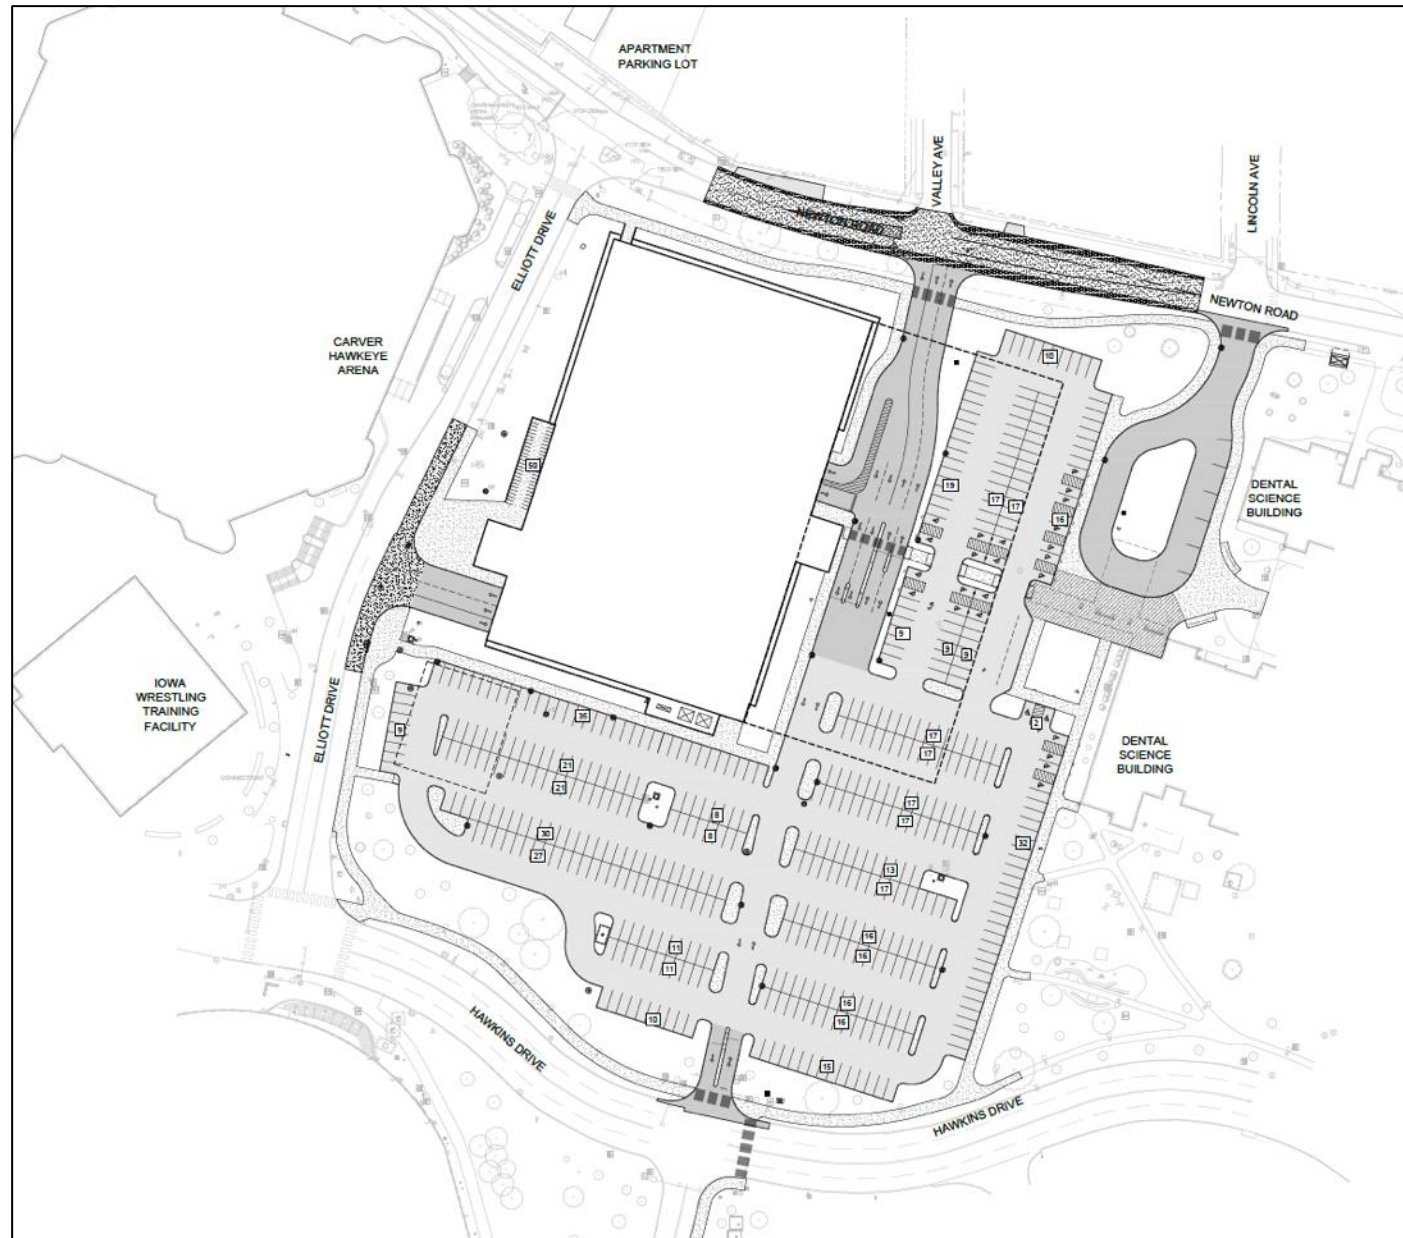 APARTMENT
PARKING LOT
VALLEY AVE
LINCOLN AVE
NEWTON ROAD
ELLIOTT DRIVE
NEWTON ROAD
CARVER
HAWKEYE
ARENA
10
50
19
17
17
16
DENTAL
SCIENCE
BUILDING
9
9
9
IOWA
WRESTLING
TRAINING
FACILITY
ELLIOTT DRIVE
9
35
2
17
17
DENTAL
SCIENCE
BUILDING
21
21
8
8
17
17
30
27
13
17
32
11
11
16
16
10
16
16
15
HAWKINS DRIVE
HAWKINS DRIVE